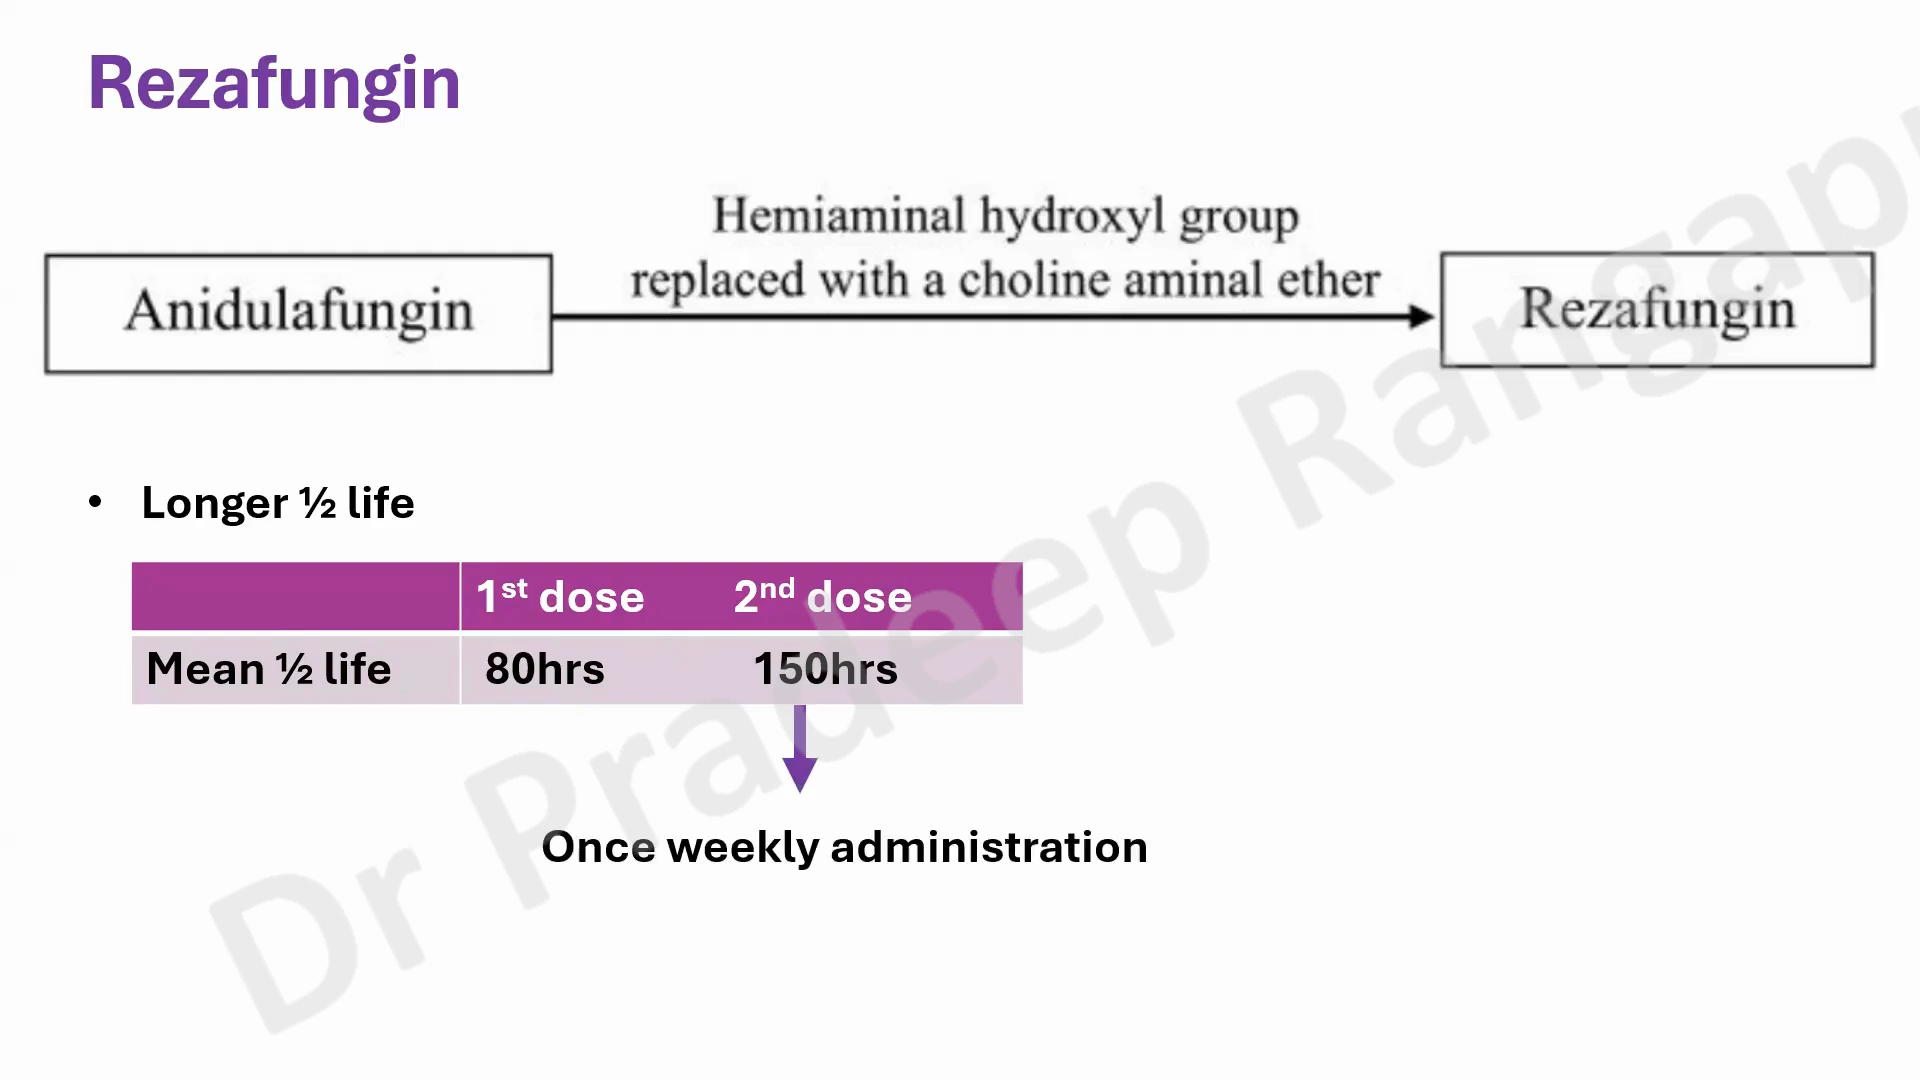 Rezafungin
Hemiaminal hydroxyl group
replaced with a choline aminal ether
Anidulafungin
Rezafungin
• Longer ½ life
1st dose 2nd dose
Mean ½ life 80hrs 150hrs
Once weekly administration
Dr Pradeep